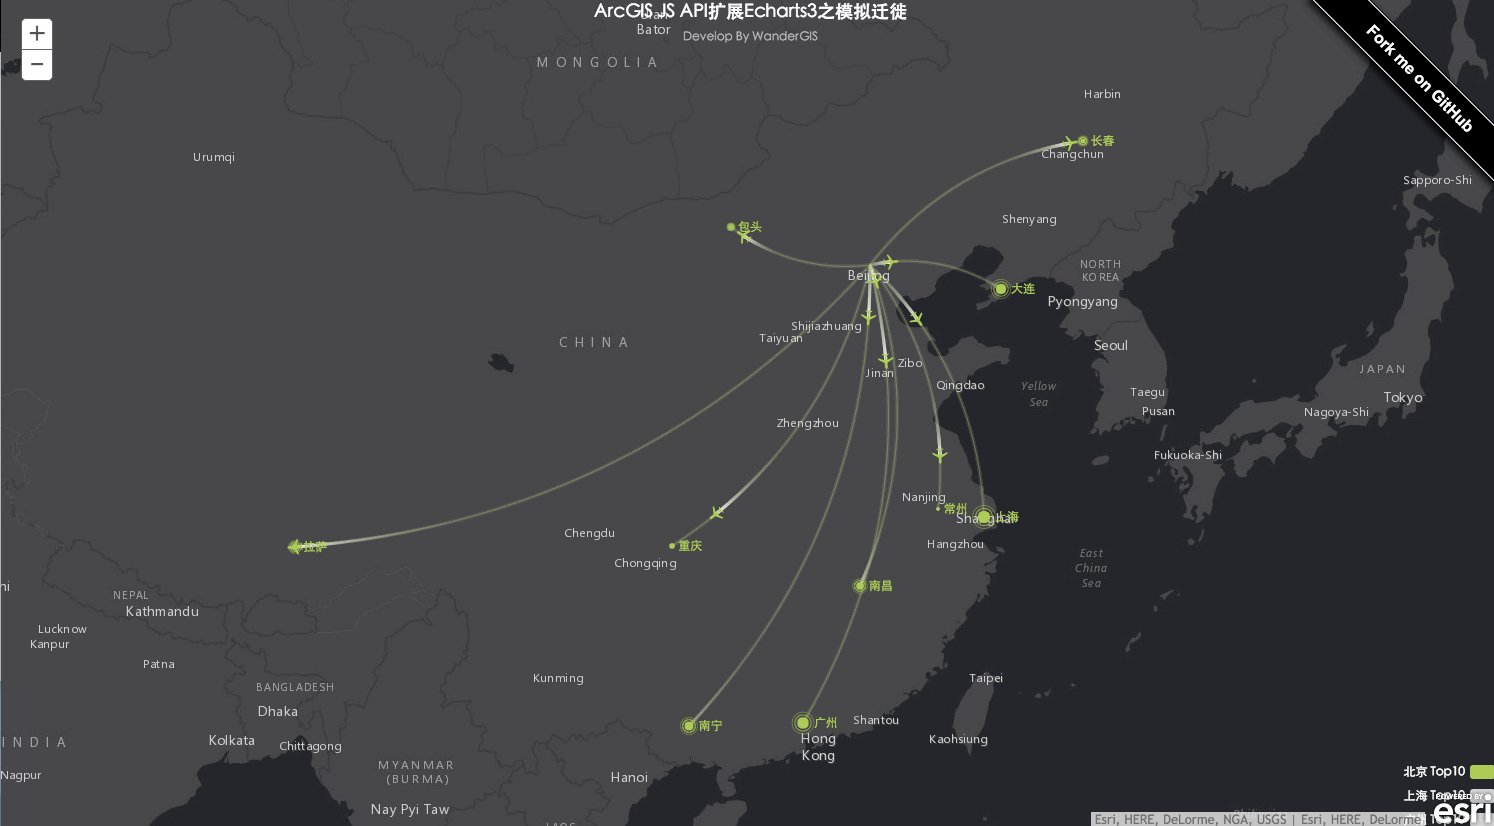 ArcGIS JS API扩展Echarts3之模拟迁徙
Develop By WanderGIS
Fork me on GitHub
+
−
Bator
MONGOLIA
Harbin
长春
Changchun
Urumqi
Sapporo-Shi
Shenyang
包头
NORTH
KOREA
Beijing
大连
Pyongyang
Shijiazhuang
Taiyuan
CHINA
Seoul
Zibo
Jinan
JAPAN
Qingdao
Yellow
Sea
Taegu
Tokyo
Pusan
Nagoya-Shi
Zhengzhou
Fukuoka-Shi
Nanjing
常州
Shanghai
上海
Chengdu
Hangzhou
拉萨
重庆
Chongqing
East
China
Sea
南昌
NEPAL
Kathmandu
Lucknow
Kanpur
Patna
Kunming
Taipei
BANGLADESH
Dhaka
南宁
广州
Shantou
Hong
Kong
Kolkata
Chittagong
Kaohsiung
INDIA
MYANMAR
(BURMA)
Nagpur
Hanoi
Nay Pyi Taw
LAOS
北京 Top10
上海 Top10
POWERED BY
esri
Esri, HERE, DeLorme, NGA, USGS | Esri, HERE, DeLorme